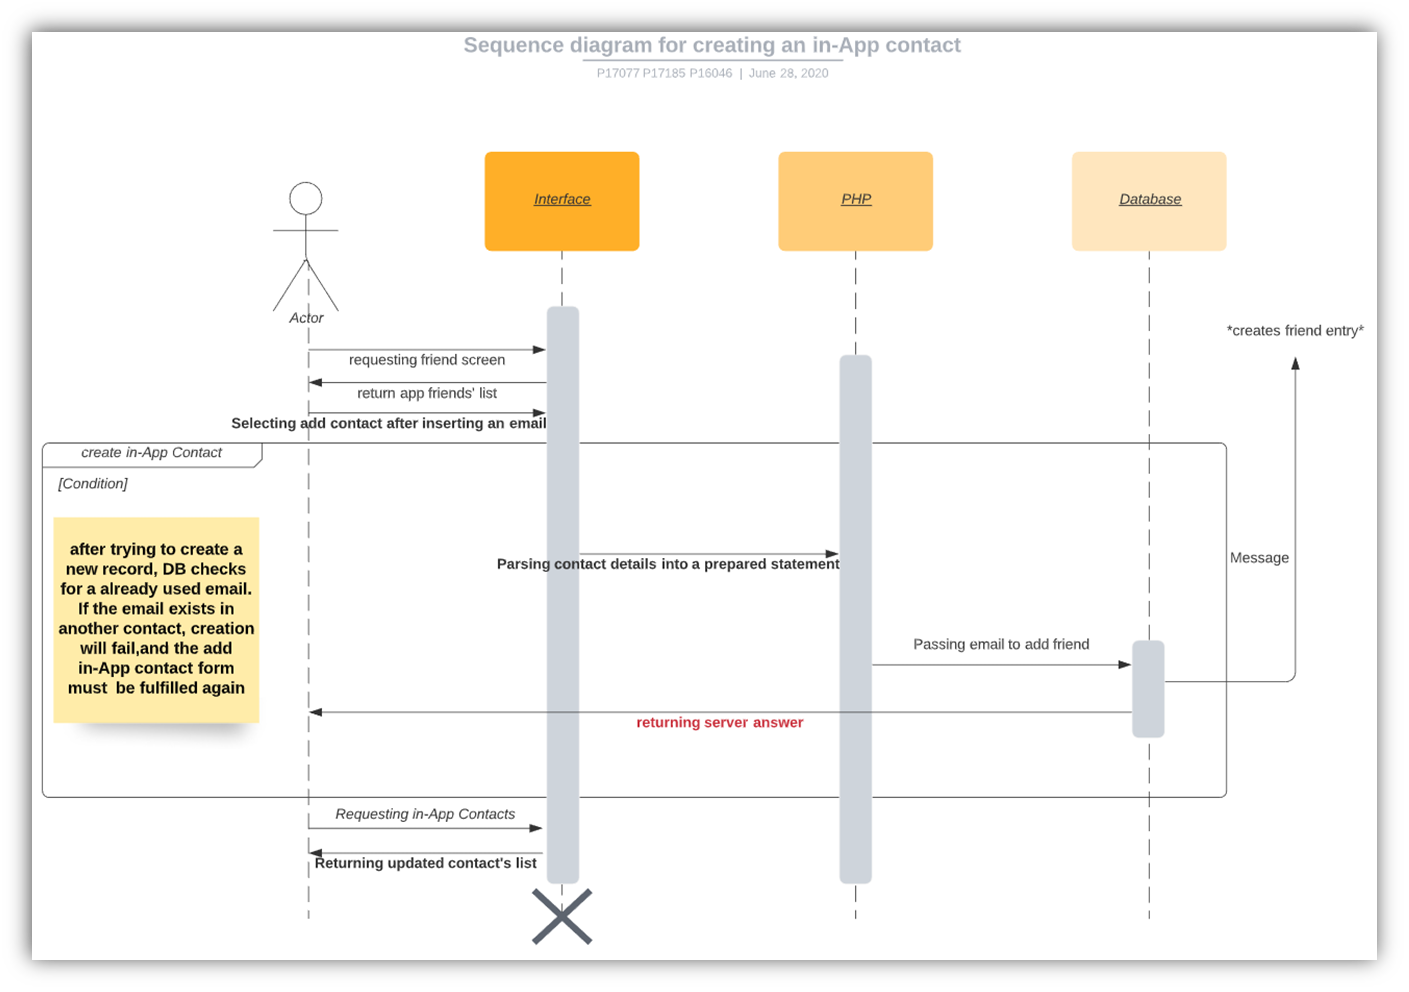 Sequence diagram for creating an in-App contact
P17077 P17185 P16046 | June 28, 2020
Interface
PHP
Database
Actor
*creates friend entry*
requesting friend screen
return app friends' list
Selecting add contact after inserting an email
create in-App Contact
[Condition]
after trying to create a
new record, DB checks
for a already used email.
If the email exists in
another contact, creation
will fail,and the add
in-App contact form
must be fulfilled again
Parsing contact details into a prepared statement
Message
Passing email to add friend
returning server answer
Requesting in-App Contacts
Returning updated contact's list